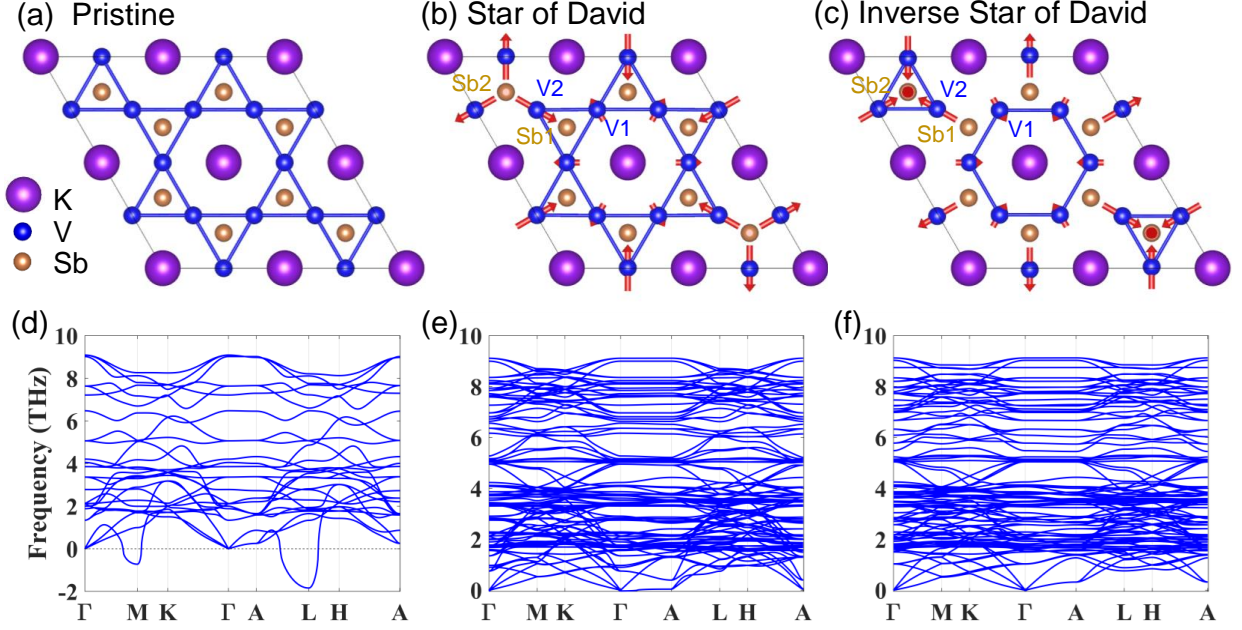 (a) Pristine (b) Star of David (c) Inverse Star of David
Sb2 V2 Sb2 V2
Sb1 V1 Sb1 V1
K
V
Sb
(d) (e) (f)
Frequency (THz)
10 10 10
8 8 8
6 6 6
4 4 4
2 2 2
0 0 0
-2
Γ M K Γ A L H A Γ M K Γ A L H A Γ M K Γ A L H A